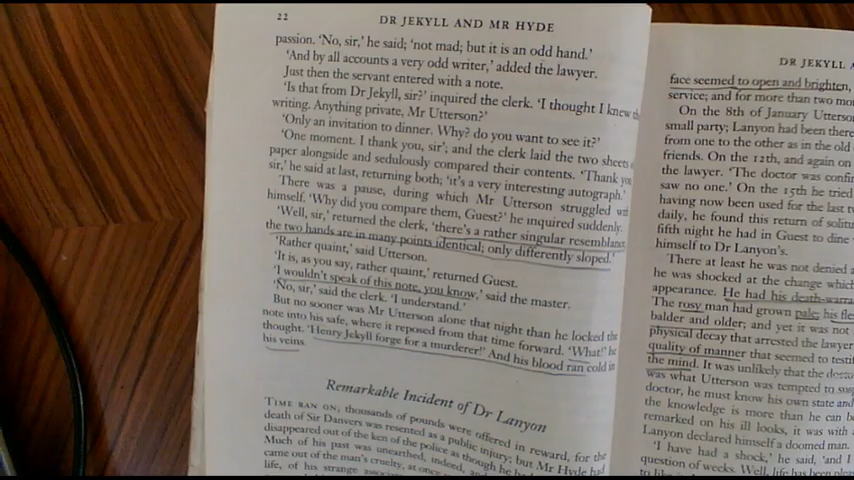 22
DR JEKYLL AND MR HYDE
passion. 'No, sir,' he said; 'not mad; but it is an odd hand.'
'And by all accounts a very odd writer,' added the lawyer.
Just then the servant entered with a note.
'Is that from Dr Jekyll, sir?' inquired the clerk. 'I thought I knew
writing. Anything private, Mr Utterson?'
'Only an invitation to dinner. Why? do you want to see it?'
'One moment. I thank you, sir'; and the clerk laid the two sheets
paper alongside and sedulously compared their contents. 'Thank you
sir,' he said at last, returning both; 'it's a very interesting autograph.'
There was a pause, during which Mr Utterson struggled
himself. 'Why did you compare them, Guest?' he inquired suddenly.
'Well, sir,' returned the clerk, 'there's a rather singular
the two hands are in many points identical; only differently sloped.'
'Rather quaint,' said Utterson.
'It is, as you say, rather quaint,' returned Guest.
'I wouldn't speak of this note, you know,' said the master.
'No, sir,' said the clerk. 'I understand.'
But no sooner was Mr Utterson alone that night than he locked the
note into his safe, where it reposed from that time forward. 'What!' he
thought. 'Henry Jekyll forge for a murderer!' And his blood ran cold in
his veins
Remarkable Incident of Dr Lanyon
TIME RAN ON; thousands of pounds were offered in reward, for the
death of Sir Danvers was resented as a public injury; but Mr Hyde had
disappeared out of the ken of the police as though he
Much of his past was unearthed, indeed, and
came out of the man's cruelty, at once
life, of his strange
DR JEKYLL
face seemed to open and brighten,
service; and for more than two
On the 8th of January Utterson
small party; Lanyon had been there
from one to the other as in the old
friends. On the 12th, and again on
the lawyer. 'The doctor was
saw no one.' On the 15th he tried
having now been used for the last
daily, he found this return of
fifth night he had in Guest to dine
himself to Dr Lanyon's.
There at least he was not denied
he was shocked at the change which
appearance. He had his
The rosy man had grown pale; his
balder and older; and yet it was not
physical decay that arrested the lawyer
quality of manner that seemed to
the mind. It was unlikely that the
was what Utterson was tempted to
doctor, he must know his own state and
the knowledge is more than he can
remarked on his ill looks, it was with
Lanyon declared himself a doomed man.
'I have had a shock,' he said, 'and I
question of weeks. Well, life has been